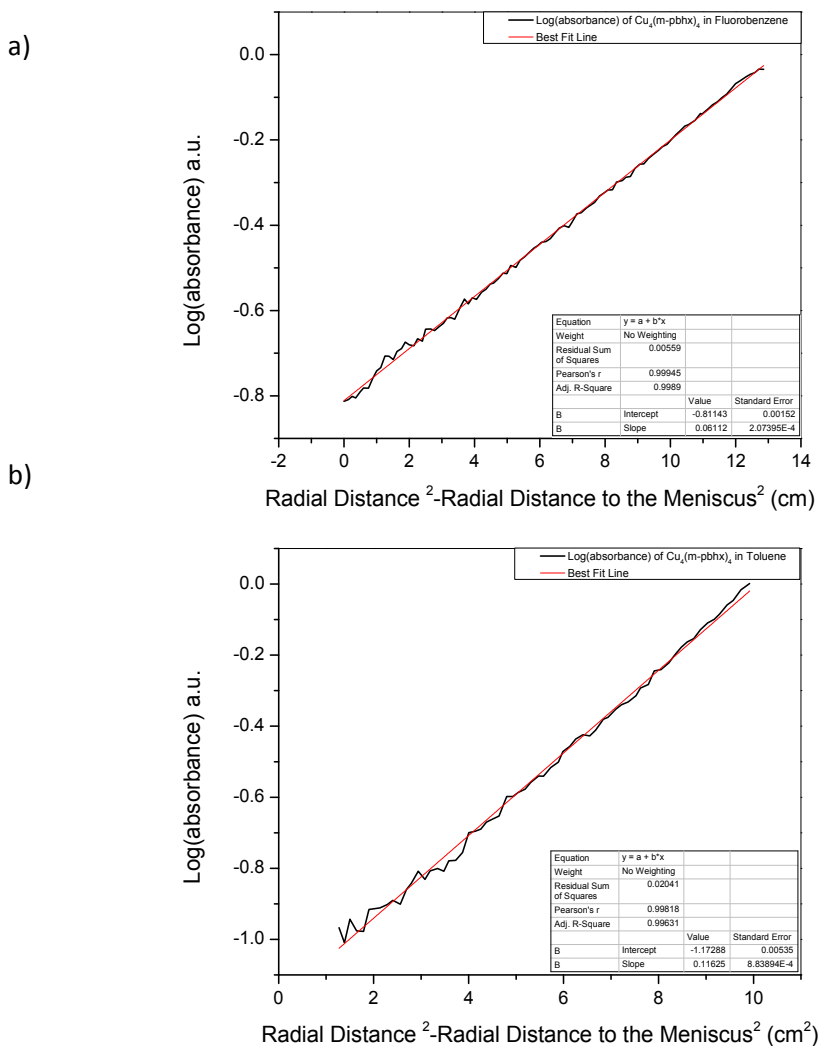 a)
Log(absorbance) of Cu4(m-pbhx)4 in Fluorobenzene
Best Fit Line
0.0
-0.2
-0.4
-0.6
-0.8
Log(absorbance) a.u.
Equation y = a + b*x
Weight No Weighting
Residual Sum of Squares 0.00559
Pearson's r 0.99945
Adj. R-Square 0.9989
Value Standard Error
B Intercept -0.81143 0.00152
B Slope 0.06112 2.07395E-4
-2 0 2 4 6 8 10 12 14
Radial Distance ²-Radial Distance to the Meniscus² (cm)
b)
Log(absorbance) of Cu4(m-pbhx)4 in Toluene
Best Fit Line
0.0
-0.2
-0.4
-0.6
-0.8
-1.0
Log(absorbance) a.u.
Equation y = a + b*x
Weight No Weighting
Residual Sum of Squares 0.02041
Pearson's r 0.99818
Adj. R-Square 0.99631
Value Standard Error
B Intercept -1.17288 0.00535
B Slope 0.11625 8.83894E-4
0 2 4 6 8 10
Radial Distance ²-Radial Distance to the Meniscus² (cm²)